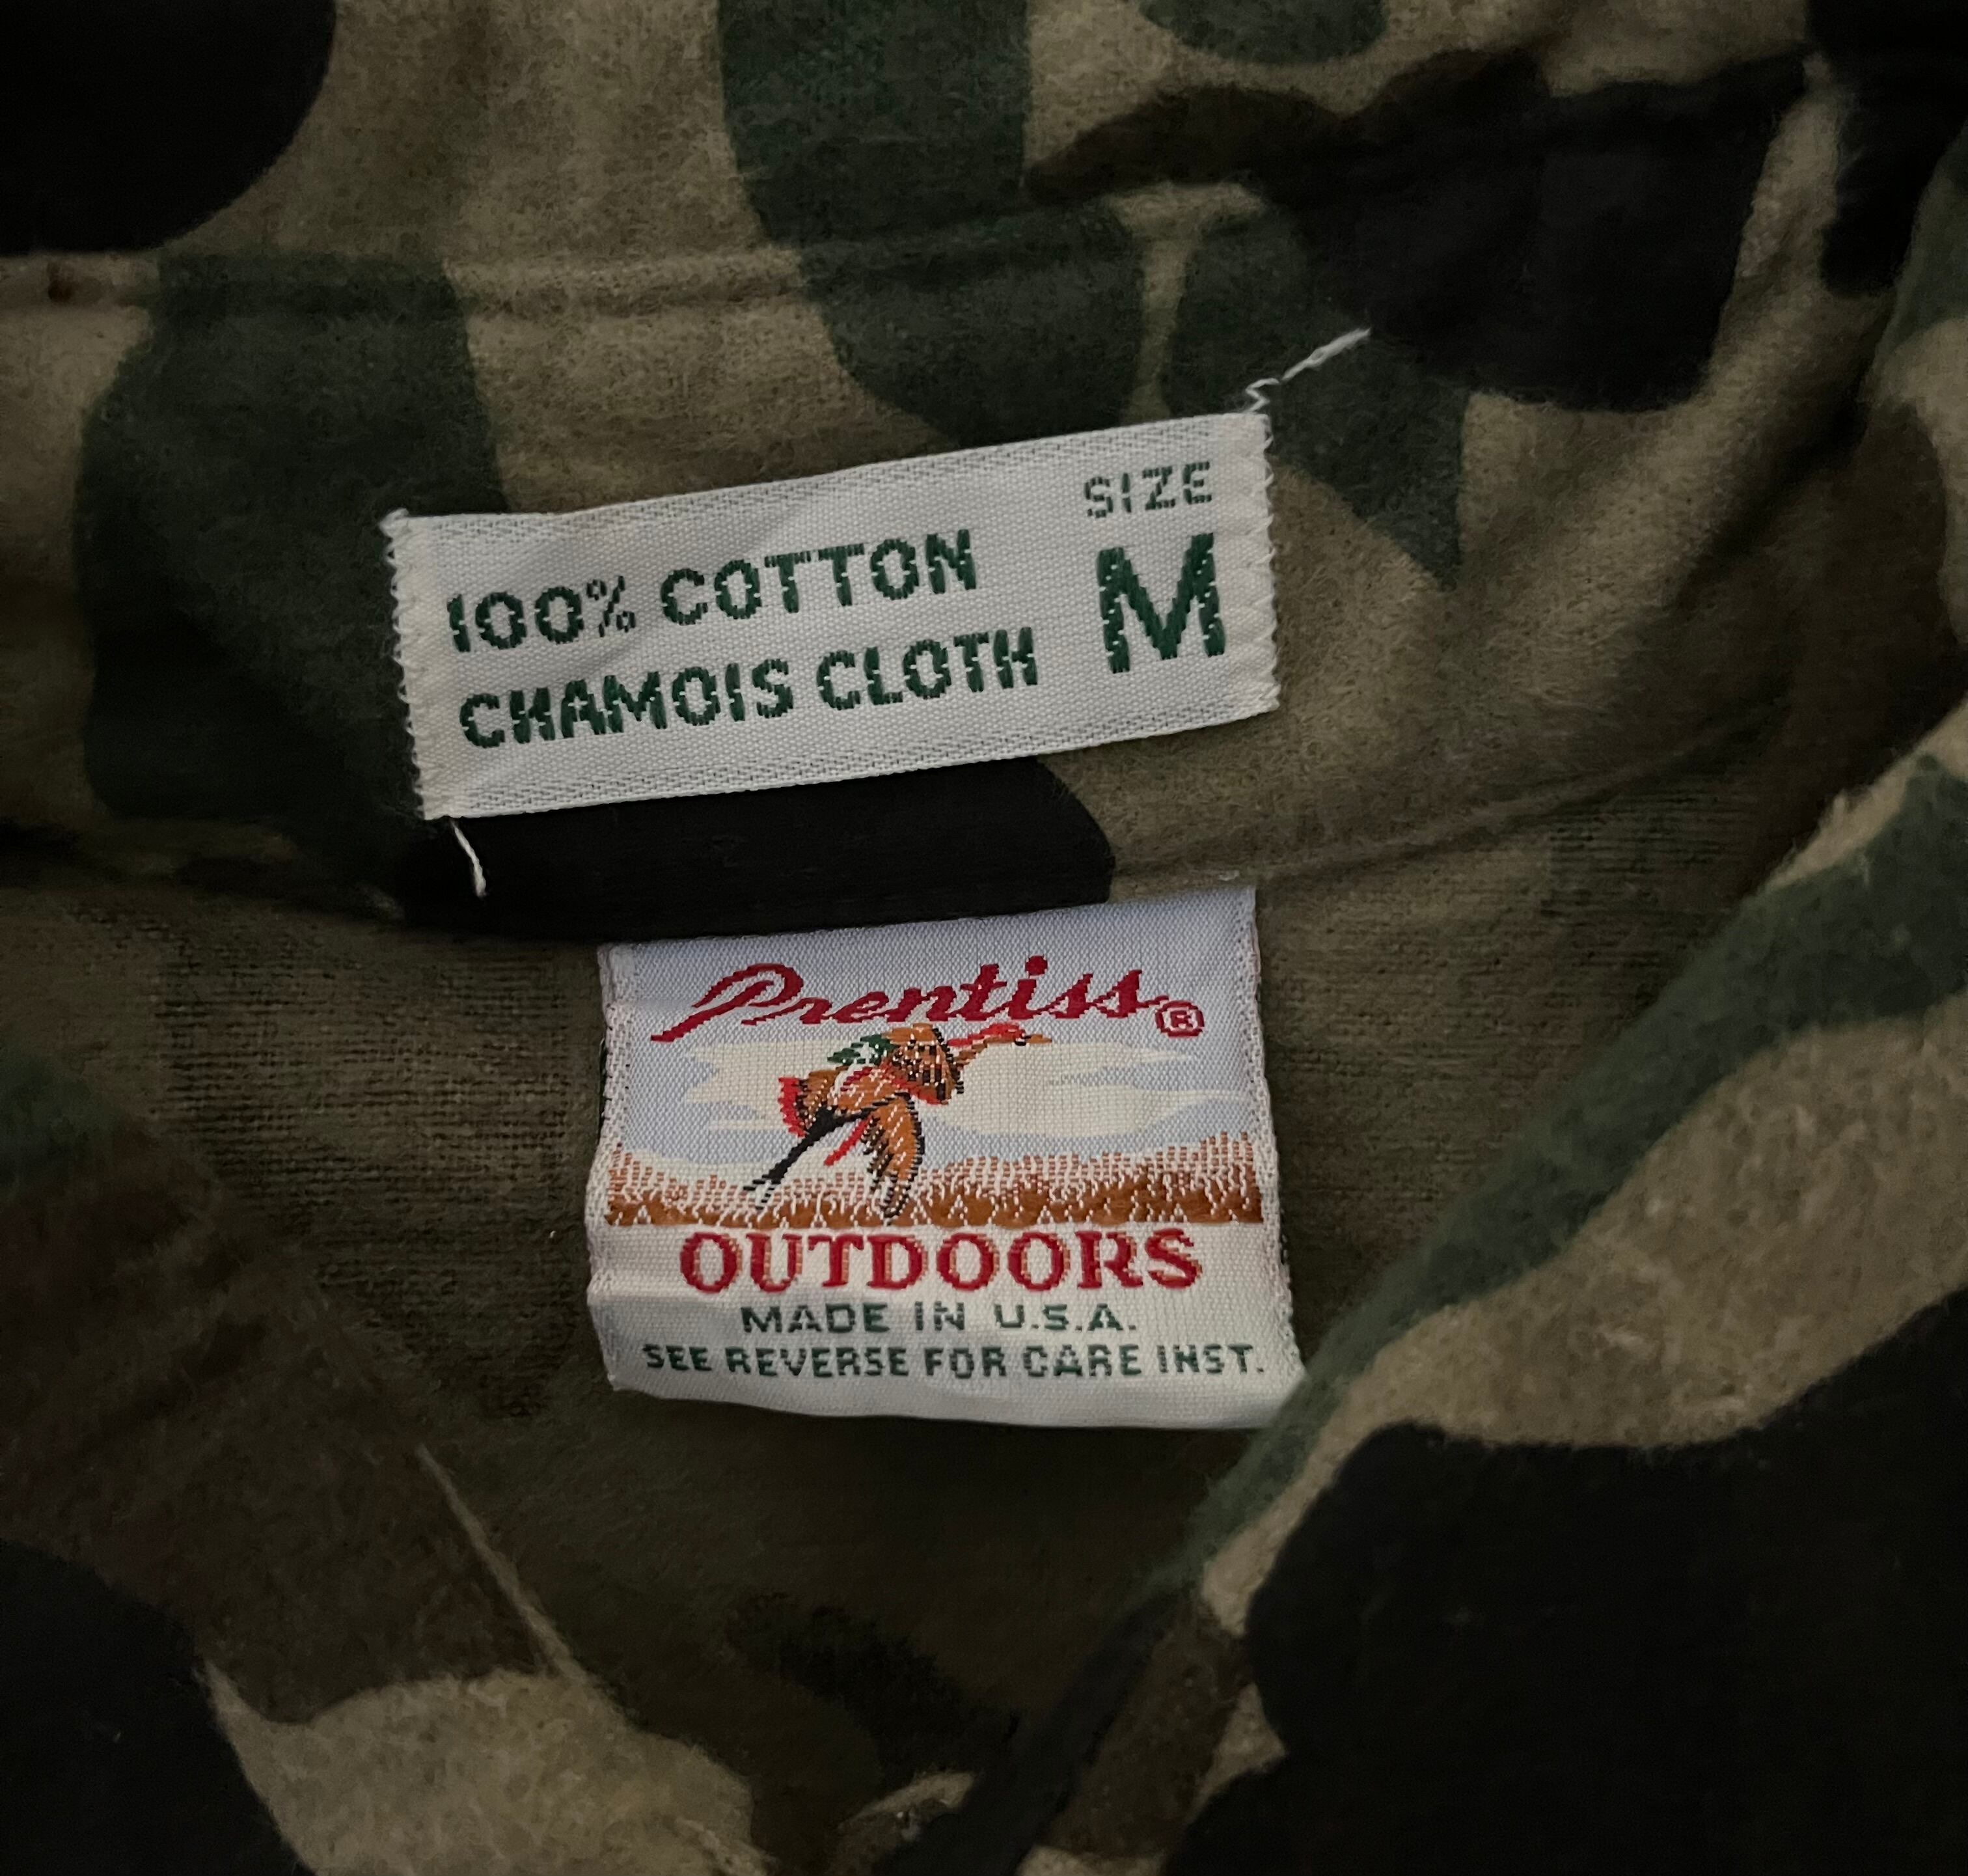 SIZE
100% COTTON
M
CHAMOIS CLOTH
Prentiss®
OUTDOORS
MADE IN U.S.A.
SEE REVERSE FOR CARE INST.